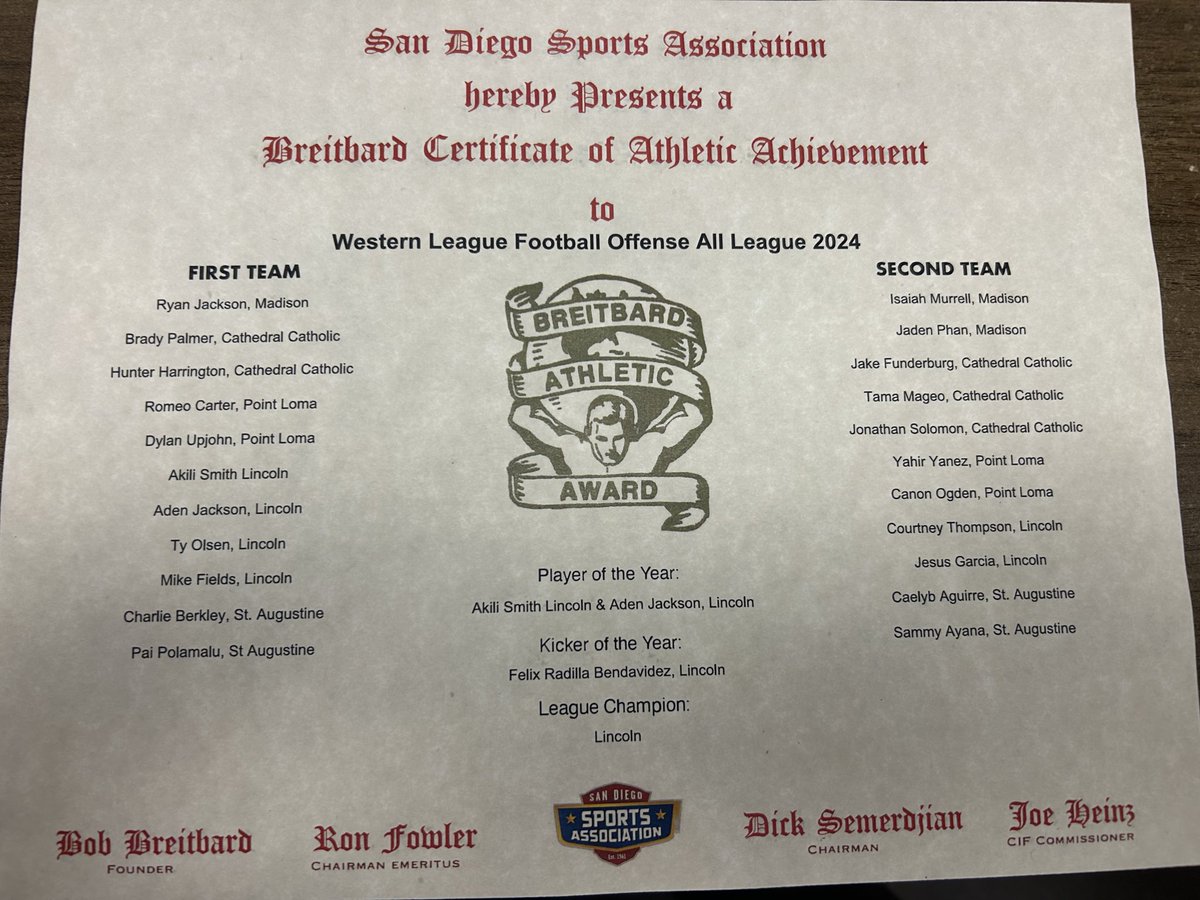 San Diego Sports Association
hereby Presents a
Breitbard Certificate of Athletic Achievement
to
Western League Football Offense All League 2024
FIRST TEAM
Ryan Jackson, Madison
Brady Palmer, Cathedral Catholic
Hunter Harrington, Cathedral Catholic
Romeo Carter, Point Loma
Dylan Upjohn, Point Loma
Akili Smith Lincoln
Aden Jackson, Lincoln
Ty Olsen, Lincoln
Mike Fields, Lincoln
Charlie Berkley, St. Augustine
Pai Polamalu, St Augustine
BREITBARD
ATHLETIC
AWARD
Player of the Year:
Akili Smith Lincoln & Aden Jackson, Lincoln
Kicker of the Year:
Felix Radilla Bendavidez, Lincoln
League Champion:
Lincoln
SECOND TEAM
Isaiah Murrell, Madison
Jaden Phan, Madison
Jake Funderburg, Cathedral Catholic
Tama Mageo, Cathedral Catholic
Jonathan Solomon, Cathedral Catholic
Yahir Yanez, Point Loma
Canon Ogden, Point Loma
Courtney Thompson, Lincoln
Jesus Garcia, Lincoln
Caelyb Aguirre, St. Augustine
Sammy Ayana, St. Augustine
Bob Breitbard
FOUNDER
Ron Fowler
CHAIRMAN EMERITUS
SAN DIEGO
SPORTS
ASSOCIATION
Est. 1961
Dick Semerdjian
CHAIRMAN
Joe Heinz
CIF COMMISSIONER